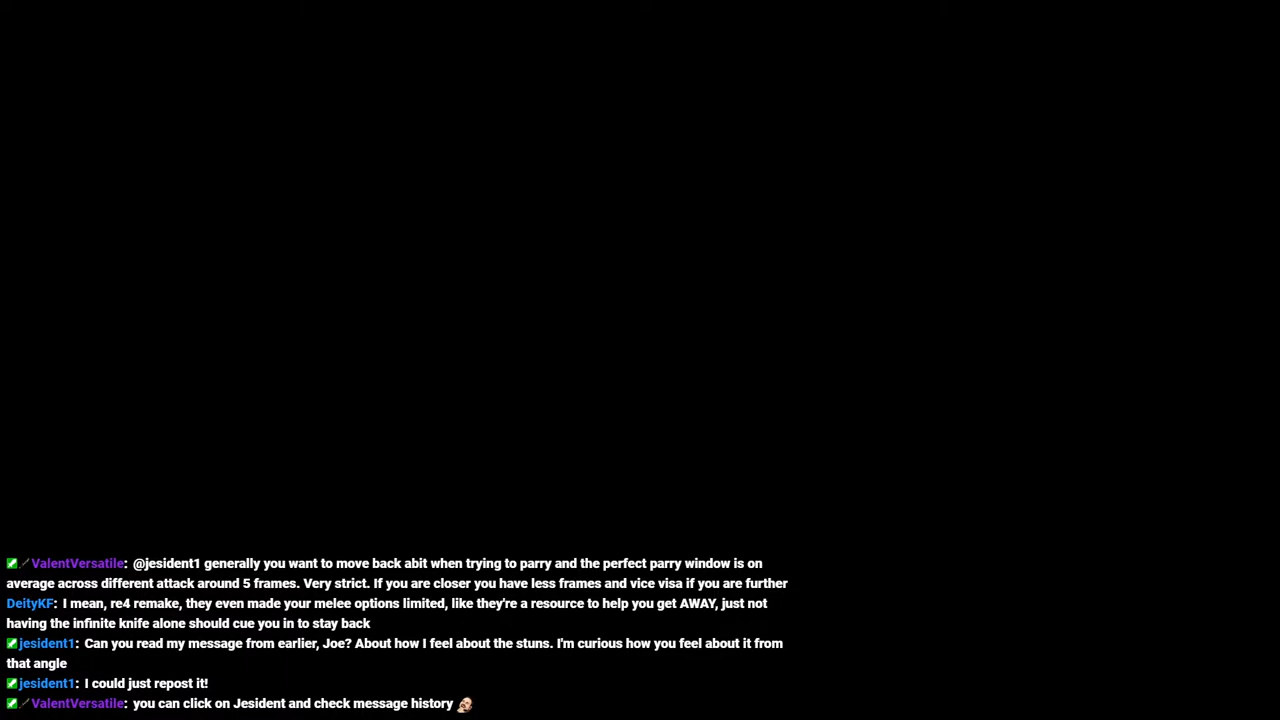 ValentVersatile: @jesident1 generally you want to move back abit when trying to parry and the perfect parry window is on
average across different attack around 5 frames. Very strict. If you are closer you have less frames and vice visa if you are further
DeityKF: I mean, re4 remake, they even made your melee options limited, like they're a resource to help you get AWAY, just not
having the infinite knife alone should cue you in to stay back
jesident1: Can you read my message from earlier, Joe? About how I feel about the stuns. I'm curious how you feel about it from
that angle
jesident1: I could just repost it!
ValentVersatile: you can click on Jesident and check message history